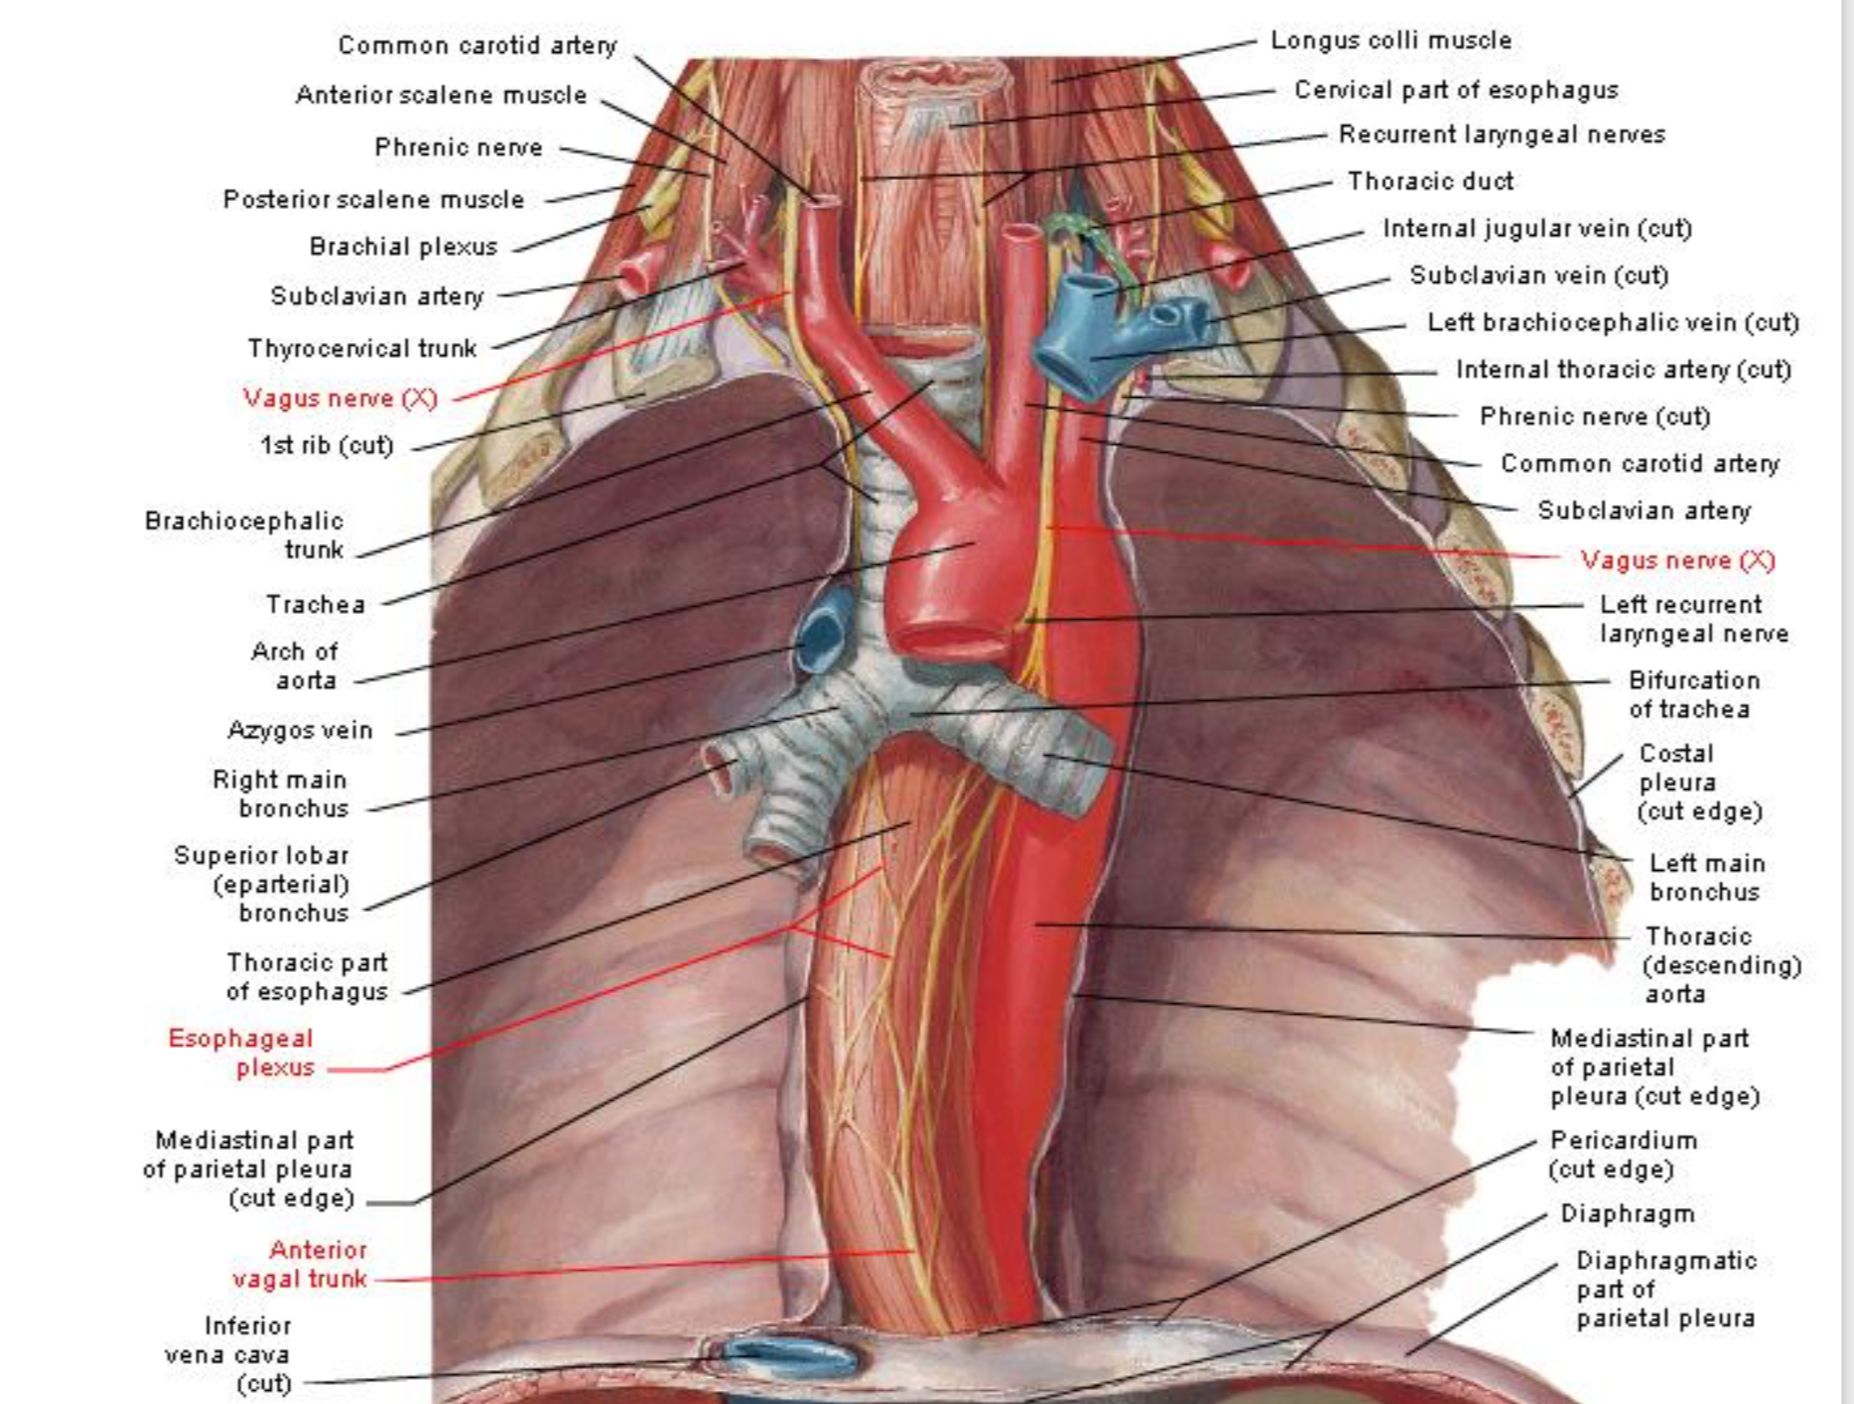 Common carotid artery
Anterior scalene muscle
Phrenic nerve
Posterior scalene muscle
Brachial plexus
Subclavian artery
Thyrocervical trunk
Vagus nerve (X)
1st rib (cut)
Brachiocephalic
trunk
Trachea
Arch of
aorta
Azygos vein
Right main
bronchus
Superior lobar
(eparterial)
bronchus
Thoracic part
of esophagus
Esophageal
plexus
Mediastinal part
of parietal pleura
(cut edge)
Anterior
vagal trunk
Inferior
vena cava
(cut)
Longus colli muscle
Cervical part of esophagus
Recurrent laryngeal nerves
Thoracic duct
Internal jugular vein (cut)
Subclavian vein (cut)
Left brachiocephalic vein (cut)
Internal thoracic artery (cut)
Phrenic nerve (cut)
Common carotid artery
Subclavian artery
Vagus nerve (X)
Left recurrent
laryngeal nerve
Bifurcation
of trachea
Costal
pleura
(cut edge)
Left main
bronchus
Thoracic
(descending)
aorta
Mediastinal part
of parietal
pleura (cut edge)
Pericardium
(cut edge)
Diaphragm
Diaphragmatic
part of
parietal pleura